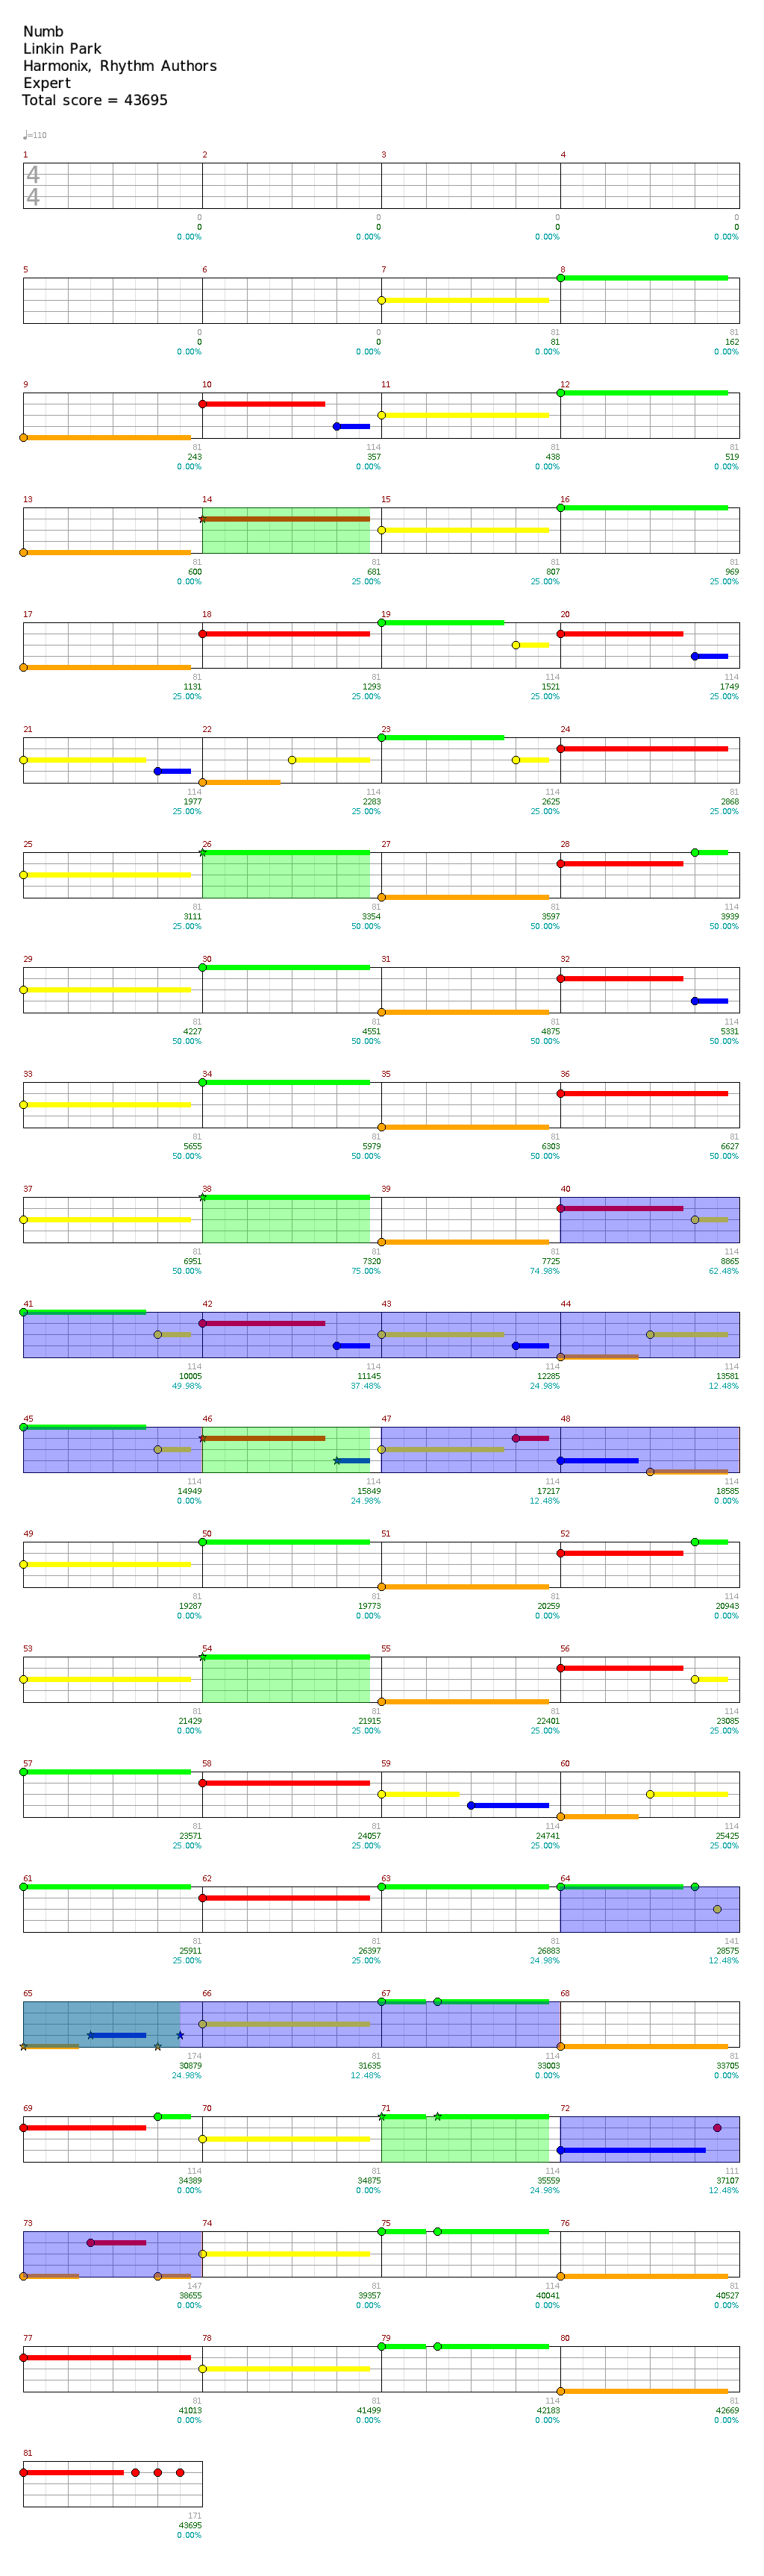 Numb
Linkin Park
Harmonix, Rhythm Authors
Expert
Total score = 43695
♩=110
1 2 3 4
4
4
0 0 0 0
0 0 0 0
0.00% 0.00% 0.00% 0.00%
5 6 7 8
0 0 81 81
0 0 81 162
0.00% 0.00% 0.00% 0.00%
9 10 11 12
81 114 81 81
243 357 438 519
0.00% 0.00% 0.00% 0.00%
13 14 15 16
81 81 81 81
600 681 807 969
0.00% 25.00% 25.00% 25.00%
17 18 19 20
81 81 114 114
1131 1293 1521 1749
25.00% 25.00% 25.00% 25.00%
21 22 23 24
114 114 114 81
1977 2283 2625 2868
25.00% 25.00% 25.00% 25.00%
25 26 27 28
81 81 81 114
3111 3354 3597 3939
25.00% 50.00% 50.00% 50.00%
29 30 31 32
81 81 81 114
4227 4551 4875 5331
50.00% 50.00% 50.00% 50.00%
33 34 35 36
81 81 81 81
5655 5979 6303 6627
50.00% 50.00% 50.00% 50.00%
37 38 39 40
81 81 81 114
6951 7320 7725 8865
50.00% 75.00% 74.98% 62.48%
41 42 43 44
114 114 114 114
10005 11145 12285 13581
49.98% 37.48% 24.98% 12.48%
45 46 47 48
114 114 114 114
14949 15849 17217 18585
0.00% 24.98% 12.48% 0.00%
49 50 51 52
81 81 81 114
19287 19773 20259 20943
0.00% 0.00% 0.00% 0.00%
53 54 55 56
81 81 81 114
21429 21915 22401 23085
0.00% 25.00% 25.00% 25.00%
57 58 59 60
81 81 114 114
23571 24057 24741 25425
25.00% 25.00% 25.00% 25.00%
61 62 63 64
81 81 81 141
25911 26397 26883 28575
25.00% 25.00% 24.98% 12.48%
65 66 67 68
174 81 114 81
30879 31635 33003 33705
24.98% 12.48% 0.00% 0.00%
69 70 71 72
114 81 114 111
34389 34875 35559 37107
0.00% 0.00% 24.98% 12.48%
73 74 75 76
147 81 114 81
38655 39357 40041 40527
0.00% 0.00% 0.00% 0.00%
77 78 79 80
81 81 114 81
41013 41499 42183 42669
0.00% 0.00% 0.00% 0.00%
81
171
43695
0.00%